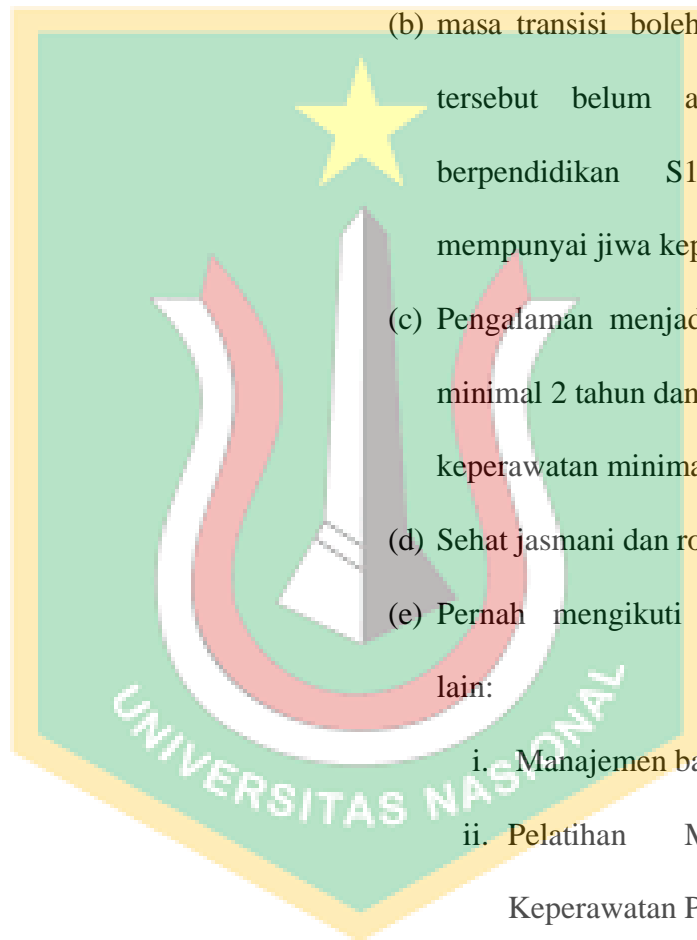 (b) masa transisi boleh
tersebut belum a
berpendidikan S1
mempunyai jiwa kep
(c) Pengalaman menjad
minimal 2 tahun dan
keperawatan minima
(d) Sehat jasmani dan ro
(e) Pernah mengikuti
lain:
i. Manajemen ba
ii. Pelatihan M
Keperawatan P
UNIVERSITAS NASIONAL